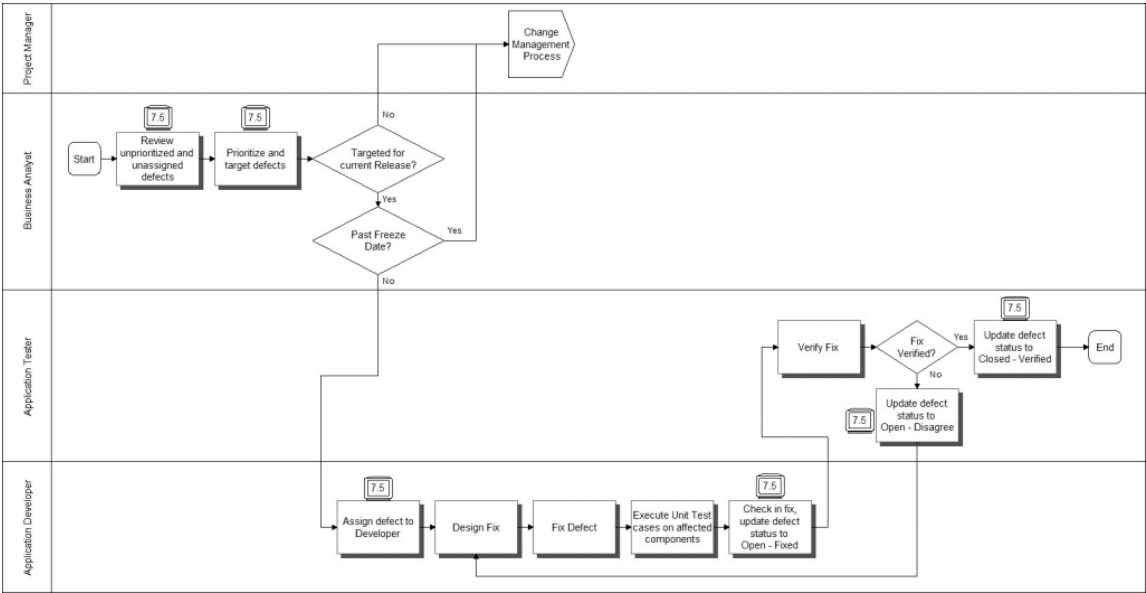 Project Manager
Change
Management
Process
Business Analyst
No
Start
7.5
Review
unprioritized and
unassigned
defects
7.5
Prioritize and
target defects
Targeted for
current Release?
Yes
Past Freeze
Date?
Yes
No
Application Tester
Verify Fix
Fix
Verified?
Yes
7.5
Update defect
status to
Closed - Verified
End
No
7.5
Update defect
status to
Open - Disagree
Application Developer
7.5
Assign defect to
Developer
Design Fix
Fix Defect
Execute Unit Test
cases on affected
components
7.5
Check in fix,
update defect
status to
Open - Fixed